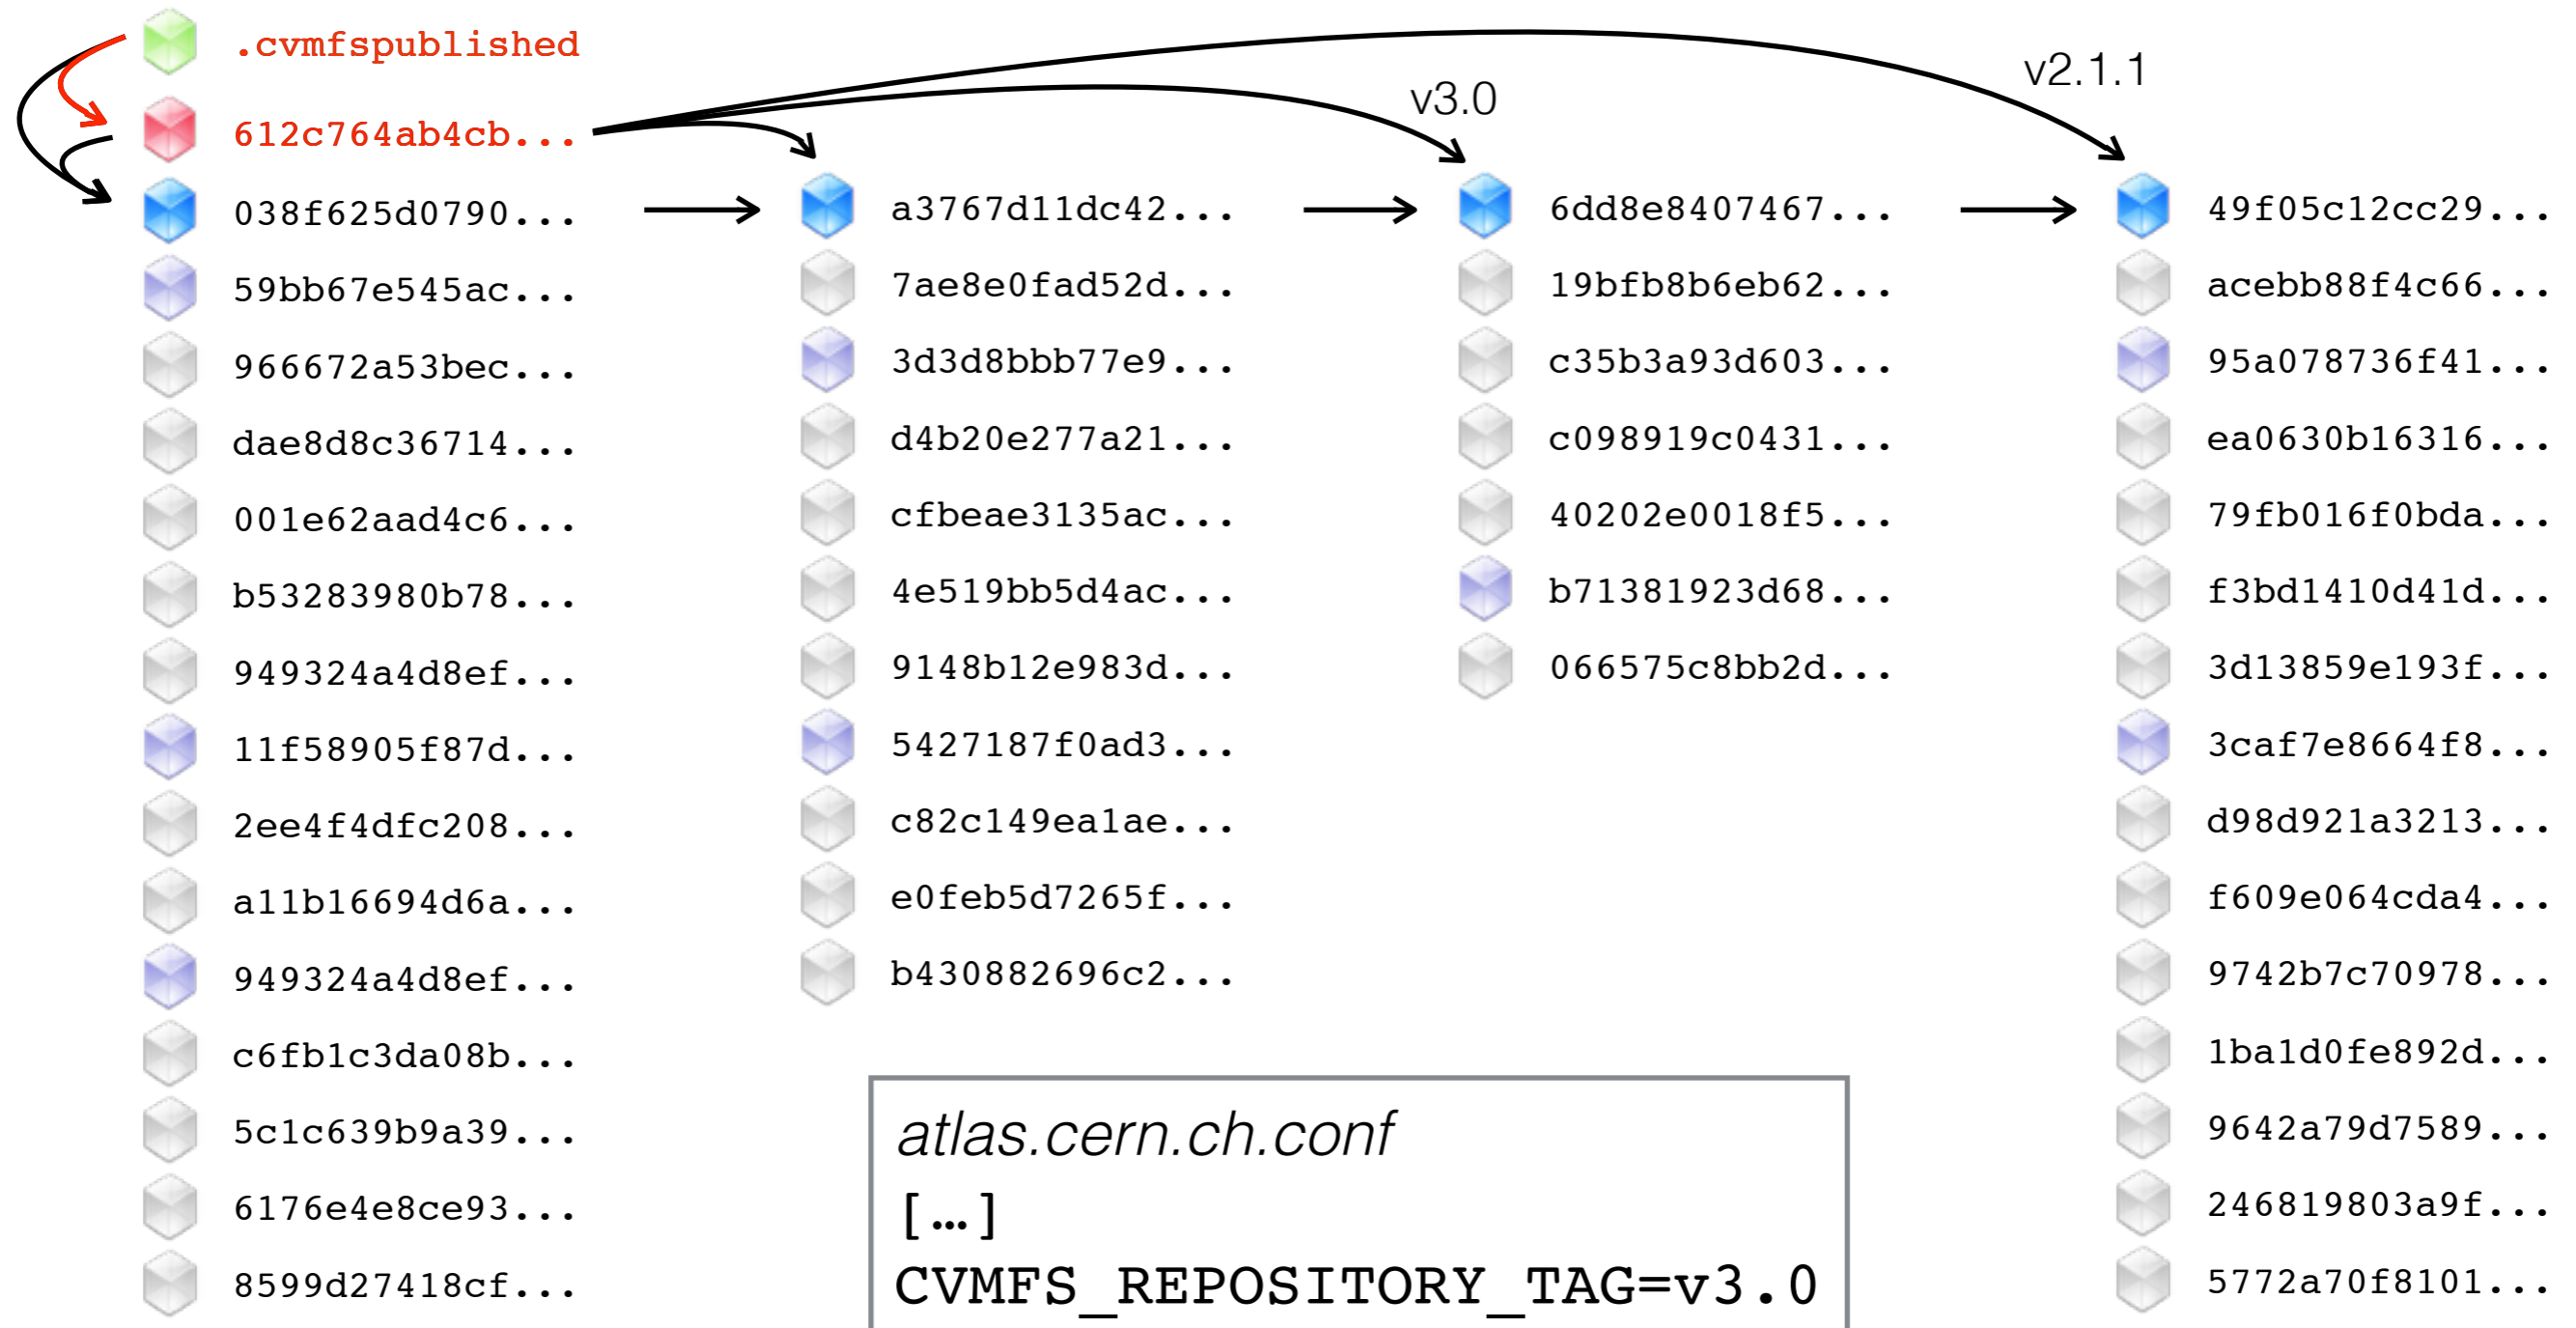 .cvmfspublished
612c764ab4cb...
v3.0
v2.1.1
038f625d0790...
59bb67e545ac...
966672a53bec...
dae8d8c36714...
001e62aad4c6...
b53283980b78...
949324a4d8ef...
11f58905f87d...
2ee4f4dfc208...
a11b16694d6a...
949324a4d8ef...
c6fb1c3da08b...
5c1c639b9a39...
6176e4e8ce93...
8599d27418cf...
a3767d11dc42...
7ae8e0fad52d...
3d3d8bbb77e9...
d4b20e277a21...
cfbeae3135ac...
4e519bb5d4ac...
9148b12e983d...
5427187f0ad3...
c82c149ea1ae...
e0feb5d7265f...
b430882696c2...
6dd8e8407467...
19bfb8b6eb62...
c35b3a93d603...
c098919c0431...
40202e0018f5...
b71381923d68...
066575c8bb2d...
49f05c12cc29...
acebb88f4c66...
95a078736f41...
ea0630b16316...
79fb016f0bda...
f3bd1410d41d...
3d13859e193f...
3caf7e8664f8...
d98d921a3213...
f609e064cda4...
9742b7c70978...
1ba1d0fe892d...
9642a79d7589...
246819803a9f...
5772a70f8101...
atlas.cern.ch.conf
[…]
CVMFS_REPOSITORY_TAG=v3.0